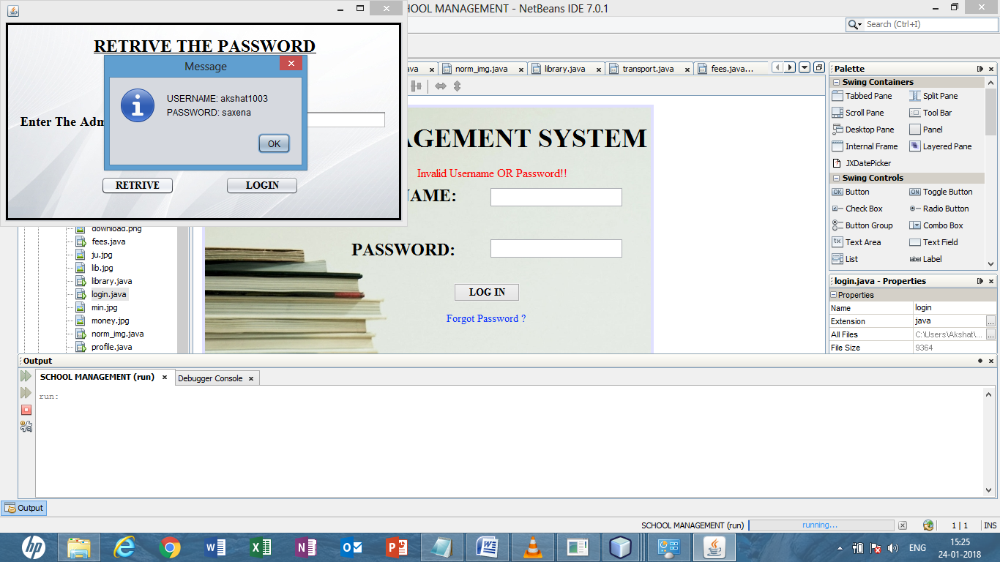 HOOL MANAGEMENT - NetBeans IDE 7.0.1
Search (Ctrl+I)
RETRIVE THE PASSWORD
Message
USERNAME: akshat1003
PASSWORD: saxena
OK
Enter The Adm
RETRIVE
LOGIN
ava
norm_img.java
library.java
transport.java
fees.java...
AGEMENT SYSTEM
Invalid Username OR Password!!
NAME:
PASSWORD:
LOG IN
Forgot Password ?
download.png
fees.java
ju.jpg
lib.jpg
library.java
login.java
min.jpg
money.jpg
norm_img.java
profile.java
Palette
Swing Containers
Tabbed Pane
Split Pane
Scroll Pane
Tool Bar
Desktop Pane
Panel
Internal Frame
Layered Pane
JXDatePicker
Swing Controls
OK Button
ON Toggle Button
Check Box
Radio Button
Button Group
Combo Box
Text Area
Text Field
List
label Label
login.java - Properties
Properties
Name login
Extension java
...
All Files C:\Users\Akshat\...
...
File Size 9364
Output
SCHOOL MANAGEMENT (run)
Debugger Console
run:
Output
SCHOOL MANAGEMENT (run)
running...
1 | 1
INS
hp
ENG
15:25
24-01-2018